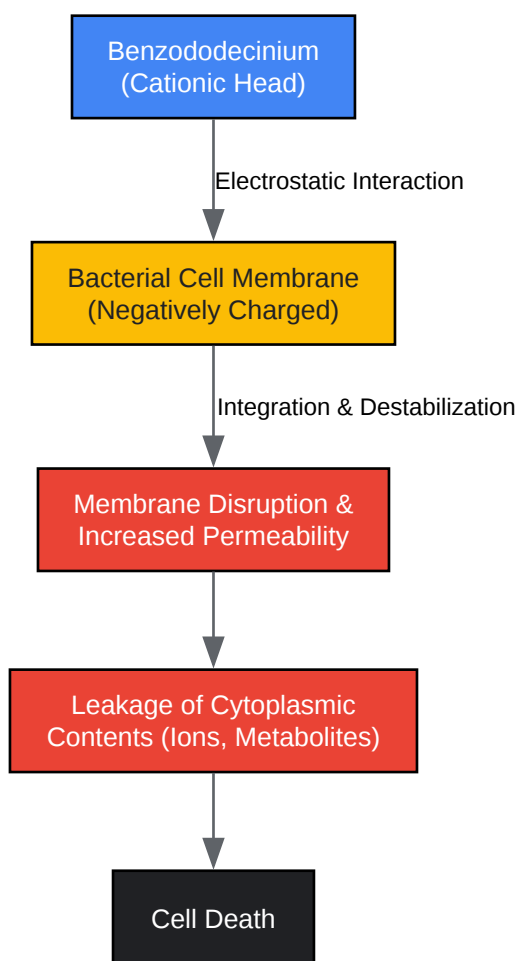 Benzododecinium
(Cationic Head)
Electrostatic Interaction
Bacterial Cell Membrane
(Negatively Charged)
Integration & Destabilization
Membrane Disruption &
Increased Permeability
Leakage of Cytoplasmic
Contents (Ions, Metabolites)
Cell Death